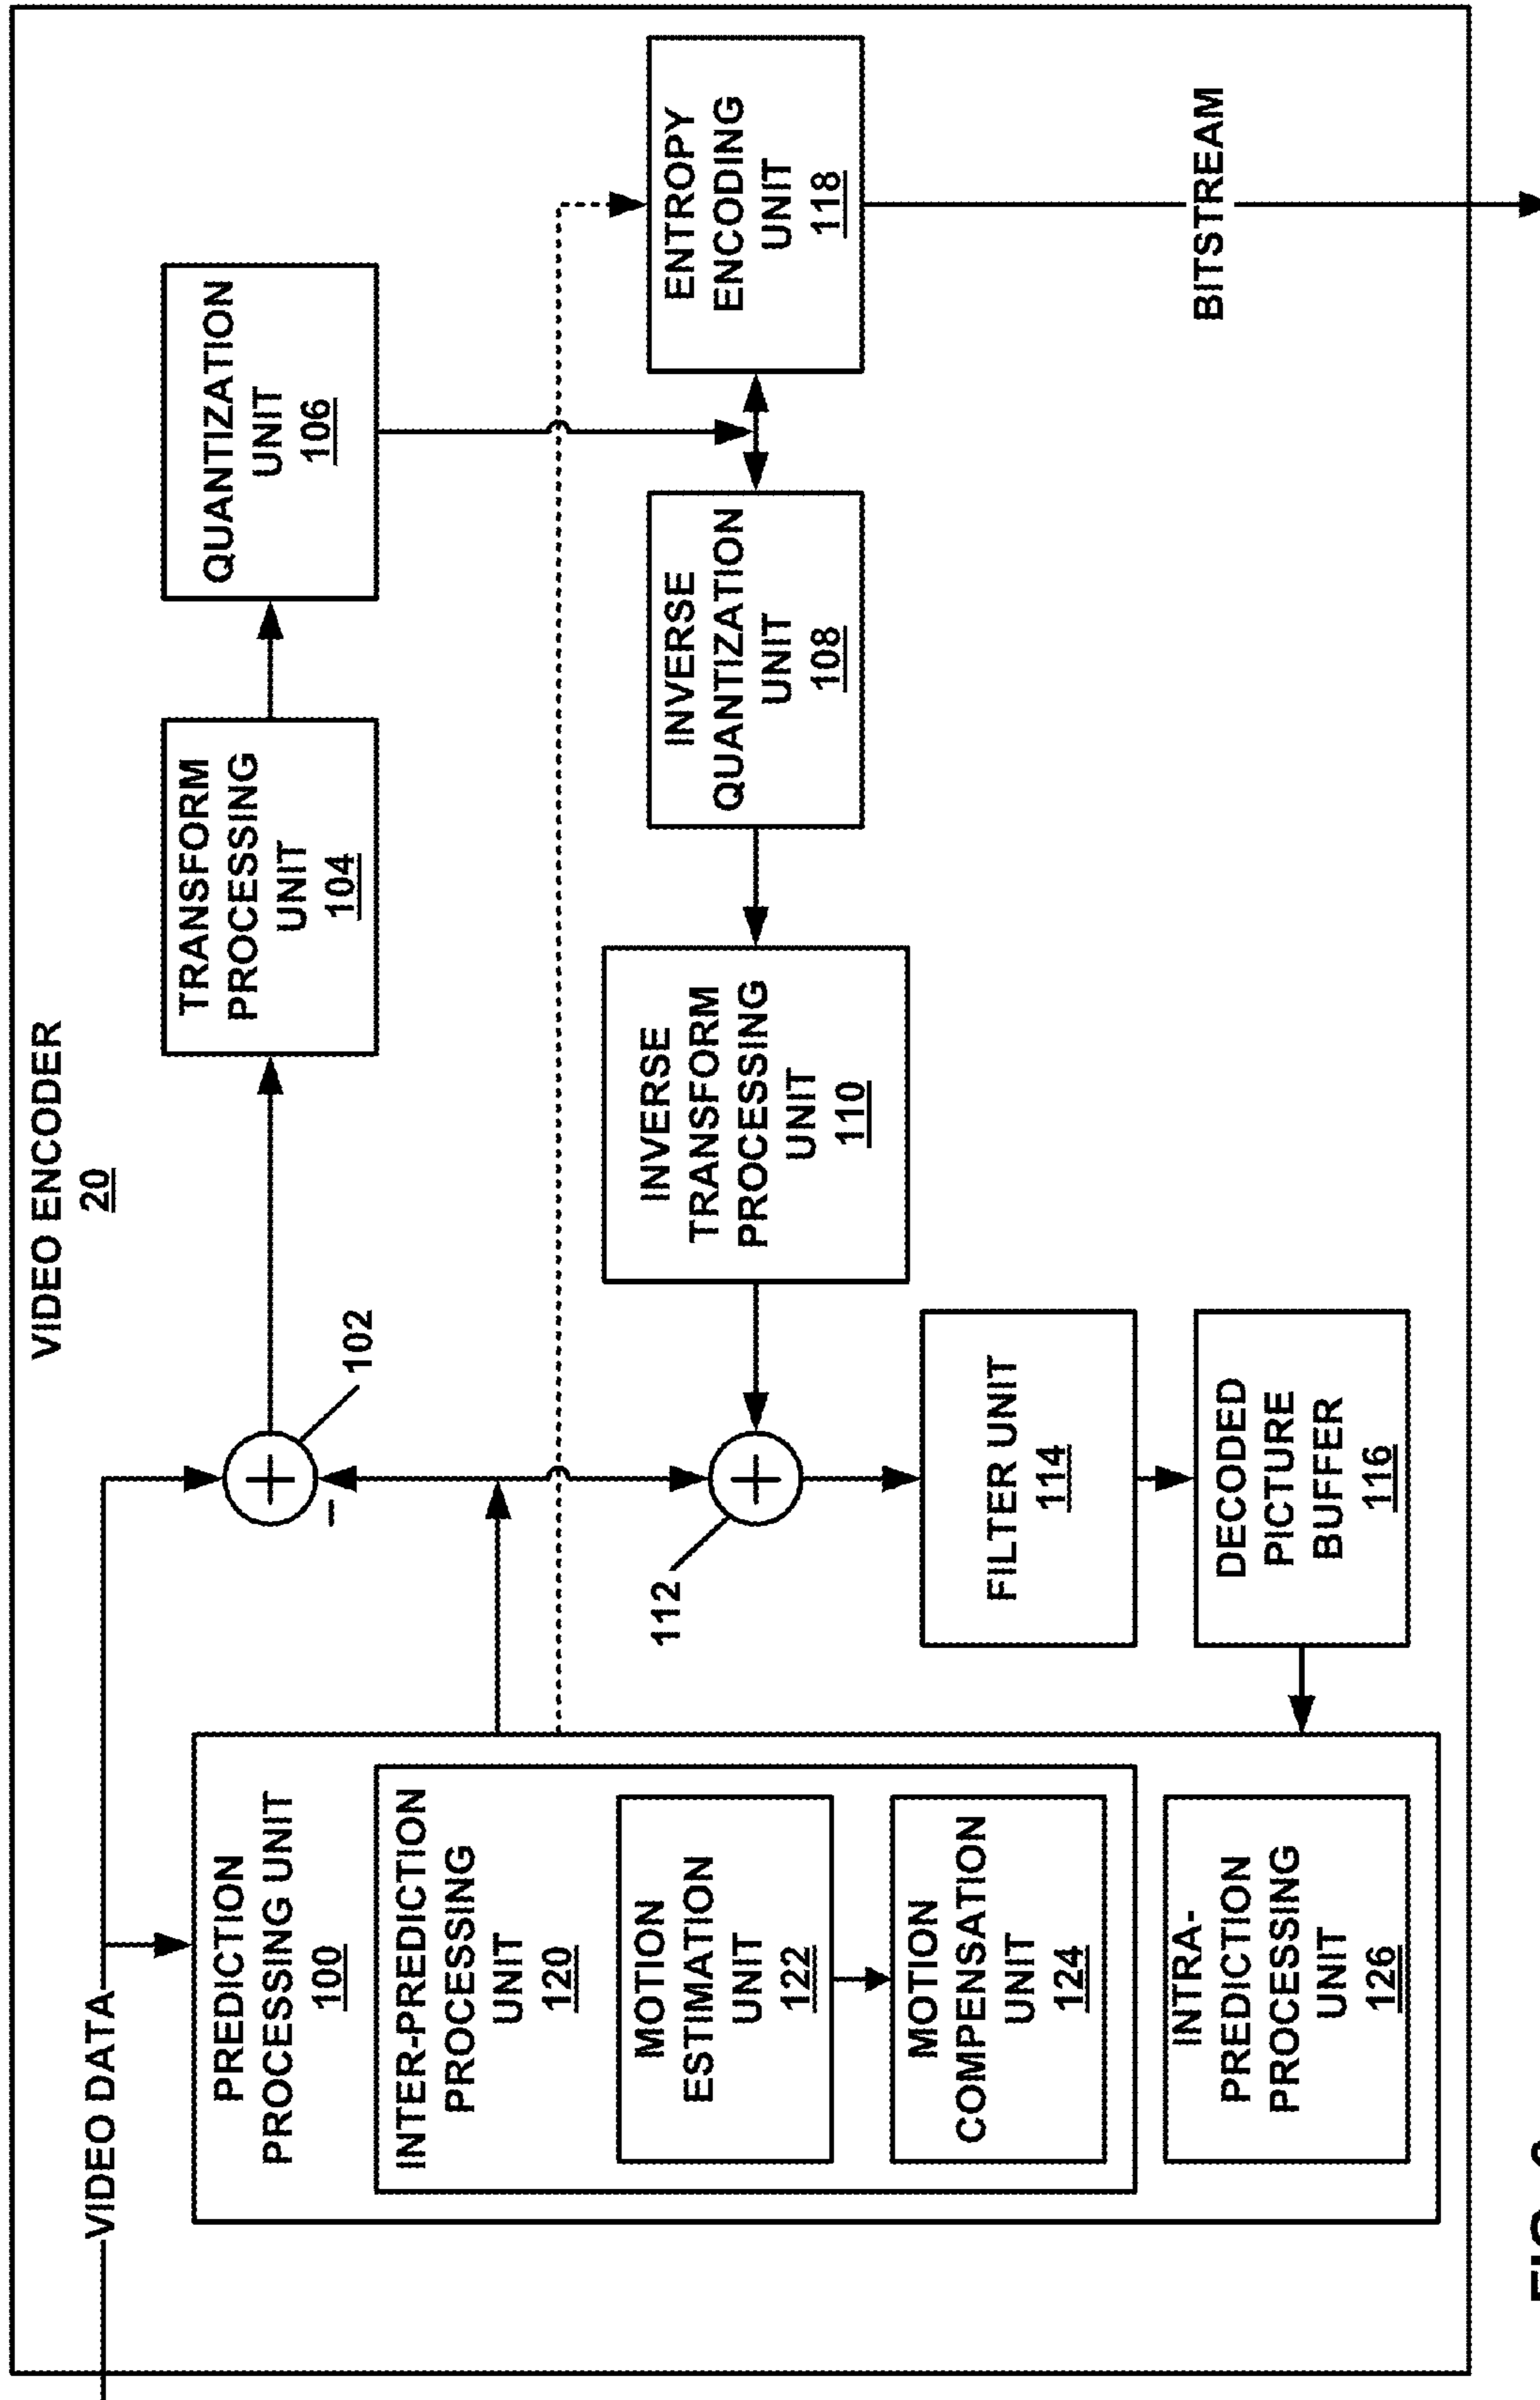 VIDEO ENCODER
20
VIDEO DATA
PREDICTION
PROCESSING UNIT
100
INTER-PREDICTION
PROCESSING
UNIT
120
MOTION
ESTIMATION
UNIT
122
MOTION
COMPENSATION
UNIT
124
INTRA-
PREDICTION
PROCESSING
UNIT
126
102
–
TRANSFORM
PROCESSING
UNIT
104
QUANTIZATION
UNIT
106
112
INVERSE
TRANSFORM
PROCESSING
UNIT
110
INVERSE
QUANTIZATION
UNIT
108
ENTROPY
ENCODING
UNIT
118
FILTER UNIT
114
DECODED
PICTURE
BUFFER
116
BITSTREAM